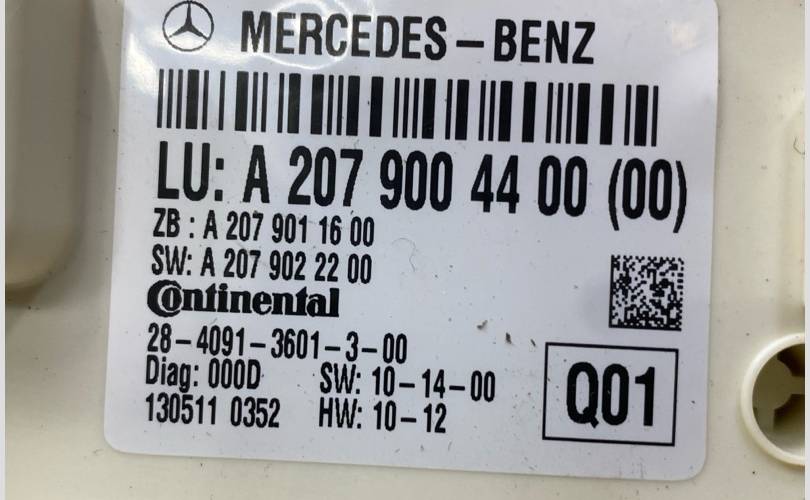 MERCEDES-BENZ
LU: A 207 900 44 00 (00)
ZB : A 207 901 16 00
SW: A 207 902 22 00
Continental
28-4091-3601-3-00
Diag: 000D SW: 10-14-00
130511 0352 HW: 10-12
Q01